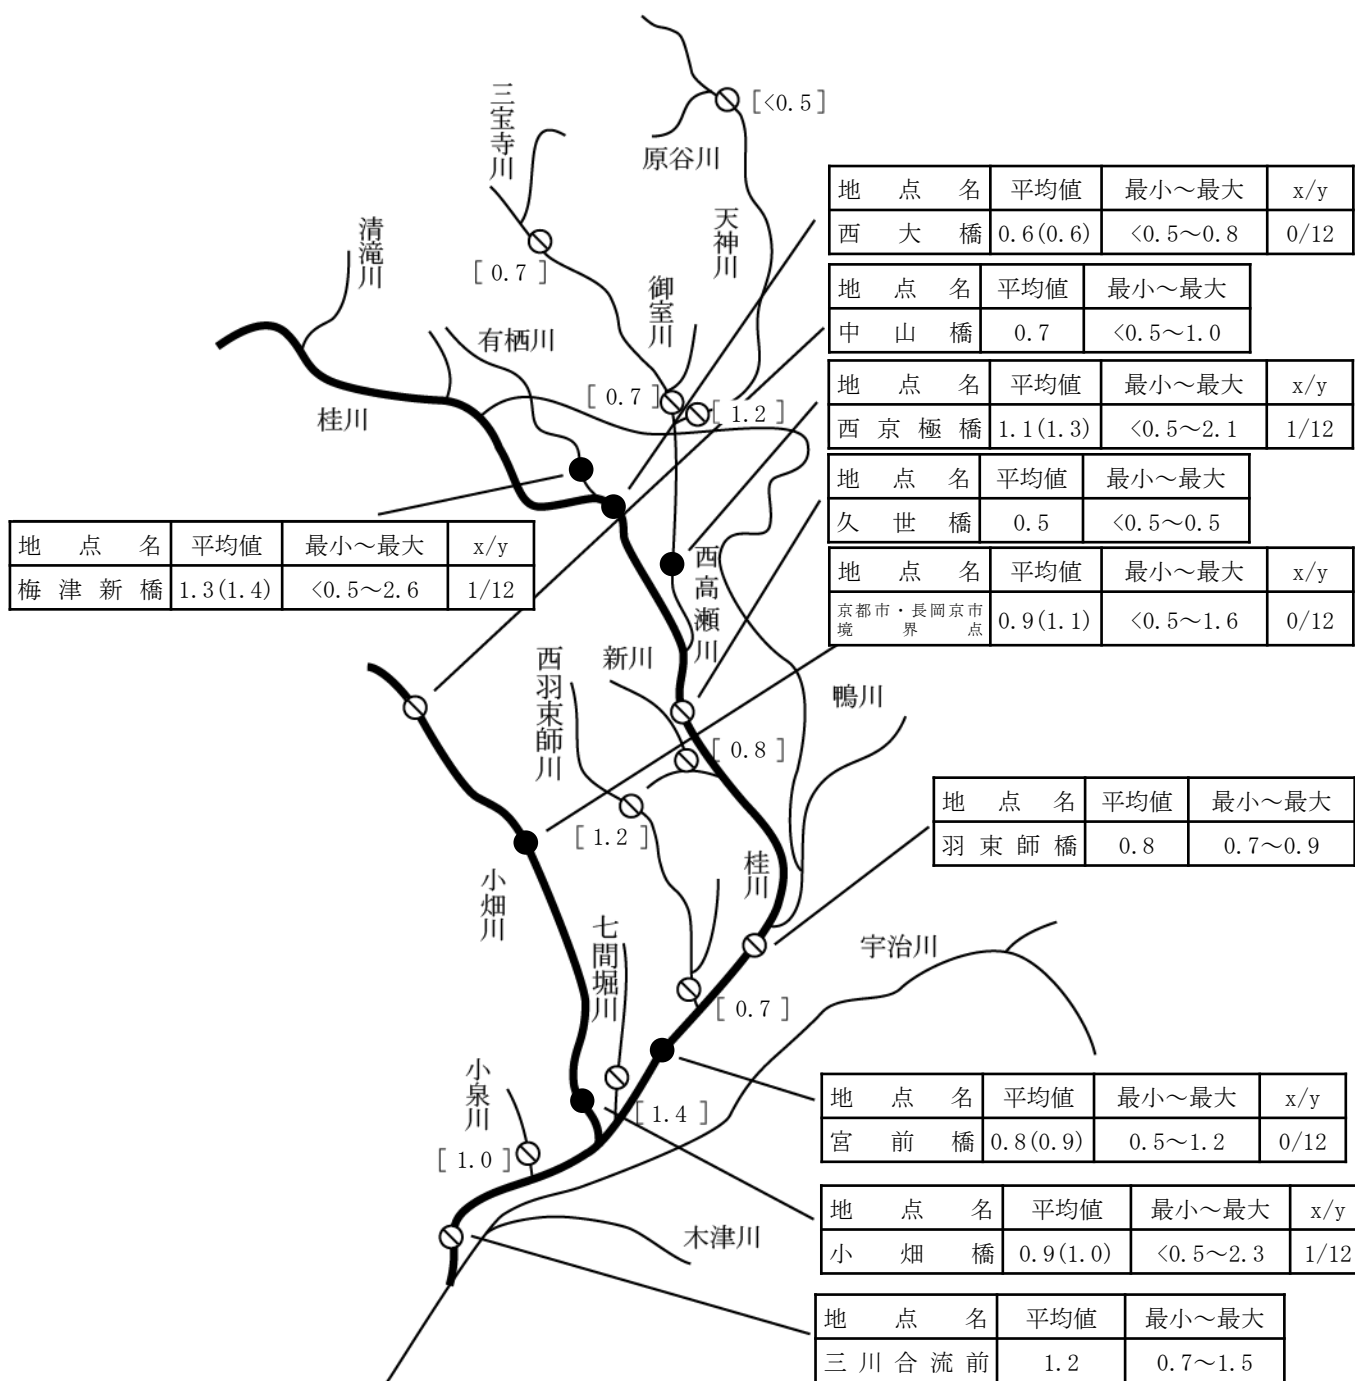 [<0.5]
三宝寺川
原谷川
地点名 平均値 最小～最大 x/y
西大橋 0.6(0.6) <0.5～0.8 0/12
天神川
清滝川
[ 0.7 ]
御室川
地点名 平均値 最小～最大
中山橋 0.7 <0.5～1.0
有栖川
地点名 平均値 最小～最大 x/y
西京極橋 1.1(1.3) <0.5～2.1 1/12
[ 0.7 ]
[ 1.2 ]
桂川
地点名 平均値 最小～最大
久世橋 0.5 <0.5～0.5
地点名 平均値 最小～最大 x/y
梅津新橋 1.3(1.4) <0.5～2.6 1/12
地点名 平均値 最小～最大 x/y
京都市・長岡京市
境界点 0.9(1.1) <0.5～1.6 0/12
西高瀬川
新川
西羽束師川
鴨川
[ 0.8 ]
地点名 平均値 最小～最大
羽束師橋 0.8 0.7～0.9
[ 1.2 ]
桂川
小畑川
七間堀川
宇治川
[ 0.7 ]
小泉川
地点名 平均値 最小～最大 x/y
宮前橋 0.8(0.9) 0.5～1.2 0/12
[ 1.4 ]
[ 1.0 ]
地点名 平均値 最小～最大 x/y
小畑橋 0.9(1.0) <0.5～2.3 1/12
木津川
地点名 平均値 最小～最大
三川合流前 1.2 0.7～1.5